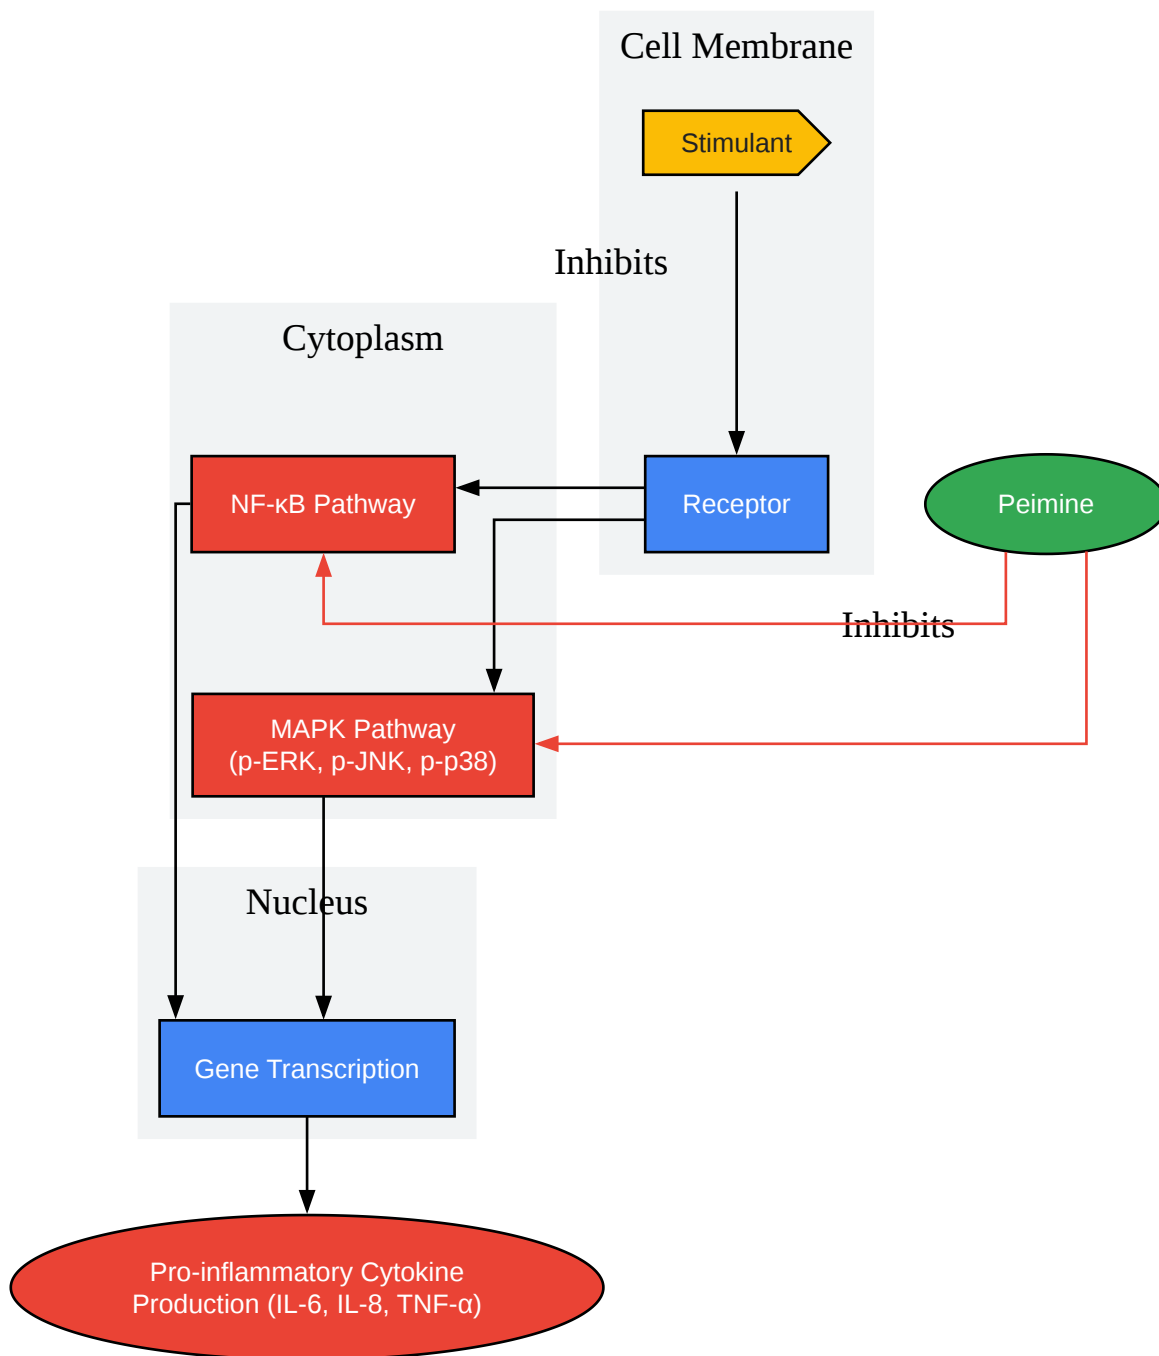 Cell Membrane
Stimulant
Inhibits
Cytoplasm
NF-κB Pathway
Receptor
Peimine
Inhibits
MAPK Pathway
(p-ERK, p-JNK, p-p38)
Nucleus
Gene Transcription
Pro-inflammatory Cytokine
Production (IL-6, IL-8, TNF-α)